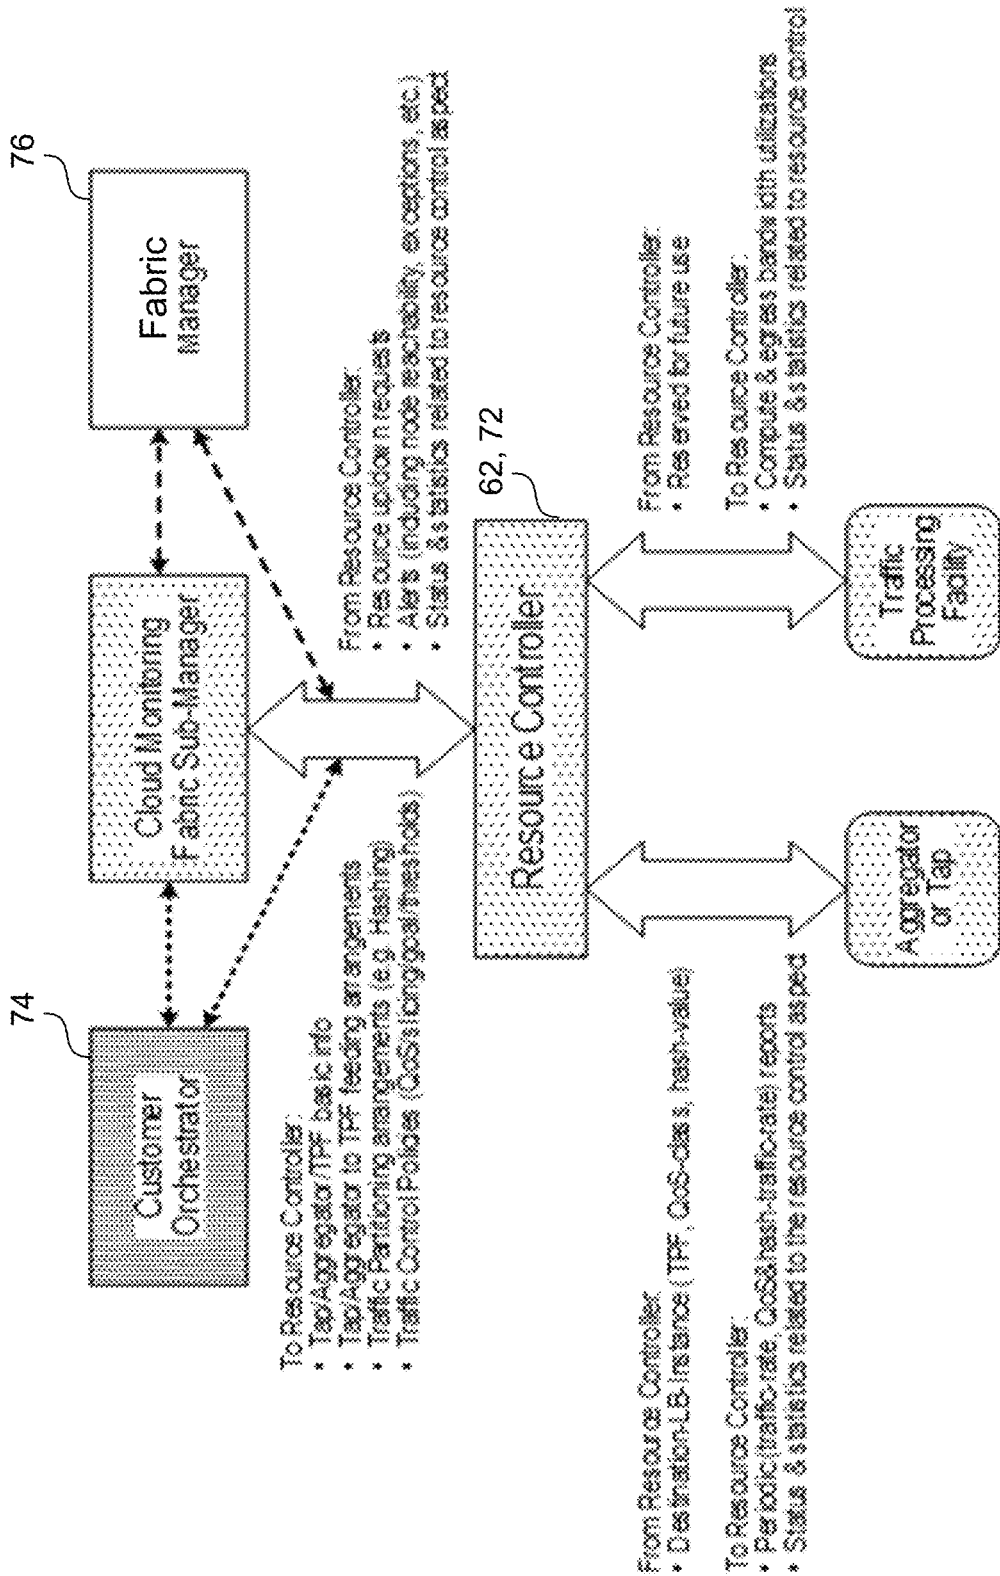 74
Customer
Orchestrator
Cloud Monitoring
Fabric Sub-Manager
76
Fabric
Manager
To Resource Controller:
• Tap/Aggregator/TPF basic info
• Tap/Aggregator to TPF feeding arrangements
• Traffic Partitioning arrangements (e.g. Hashing)
• Traffic Control Policies (QoS slicing/goal/thresholds)
From Resource Controller:
• Resource up/down requests
• Alerts (including node reachability, exceptions, etc.)
• Status & statistics related to resource control aspect
62, 72
Resource Controller
From Resource Controller:
• Destination-LB-Instance (TPF, QoS-class, hash-value)
To Resource Controller:
• Periodic (traffic-rate, QoS&hash-traffic-rate) reports
• Status & statistics related to the resource control aspect
From Resource Controller:
• Reserved for future use
To Resource Controller:
• Compute & egress bandwidth utilizations
• Status & statistics related to resource control
Aggregator
or Tap
Traffic
Processing
Facility